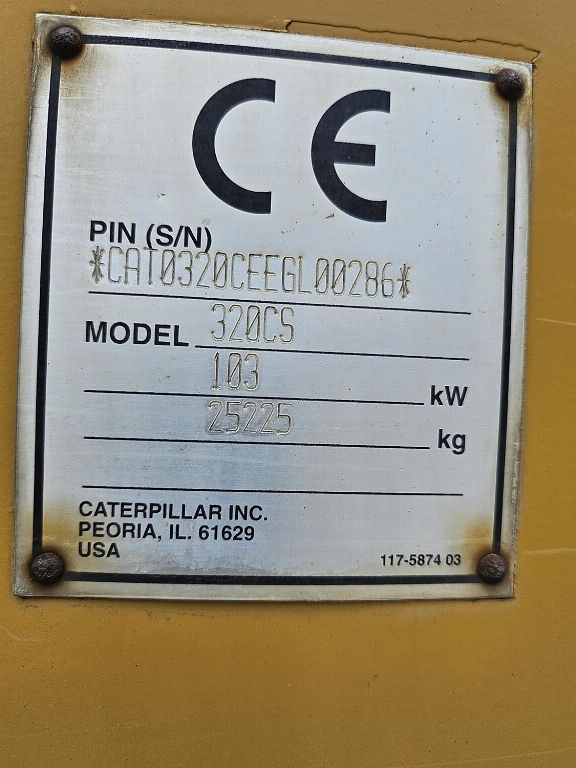 CE
PIN (S/N)
*CAT0320CEEGL00286*
MODEL 320CS
103 kW
25225 kg
CATERPILLAR INC.
PEORIA, IL. 61629
USA
117-5874 03